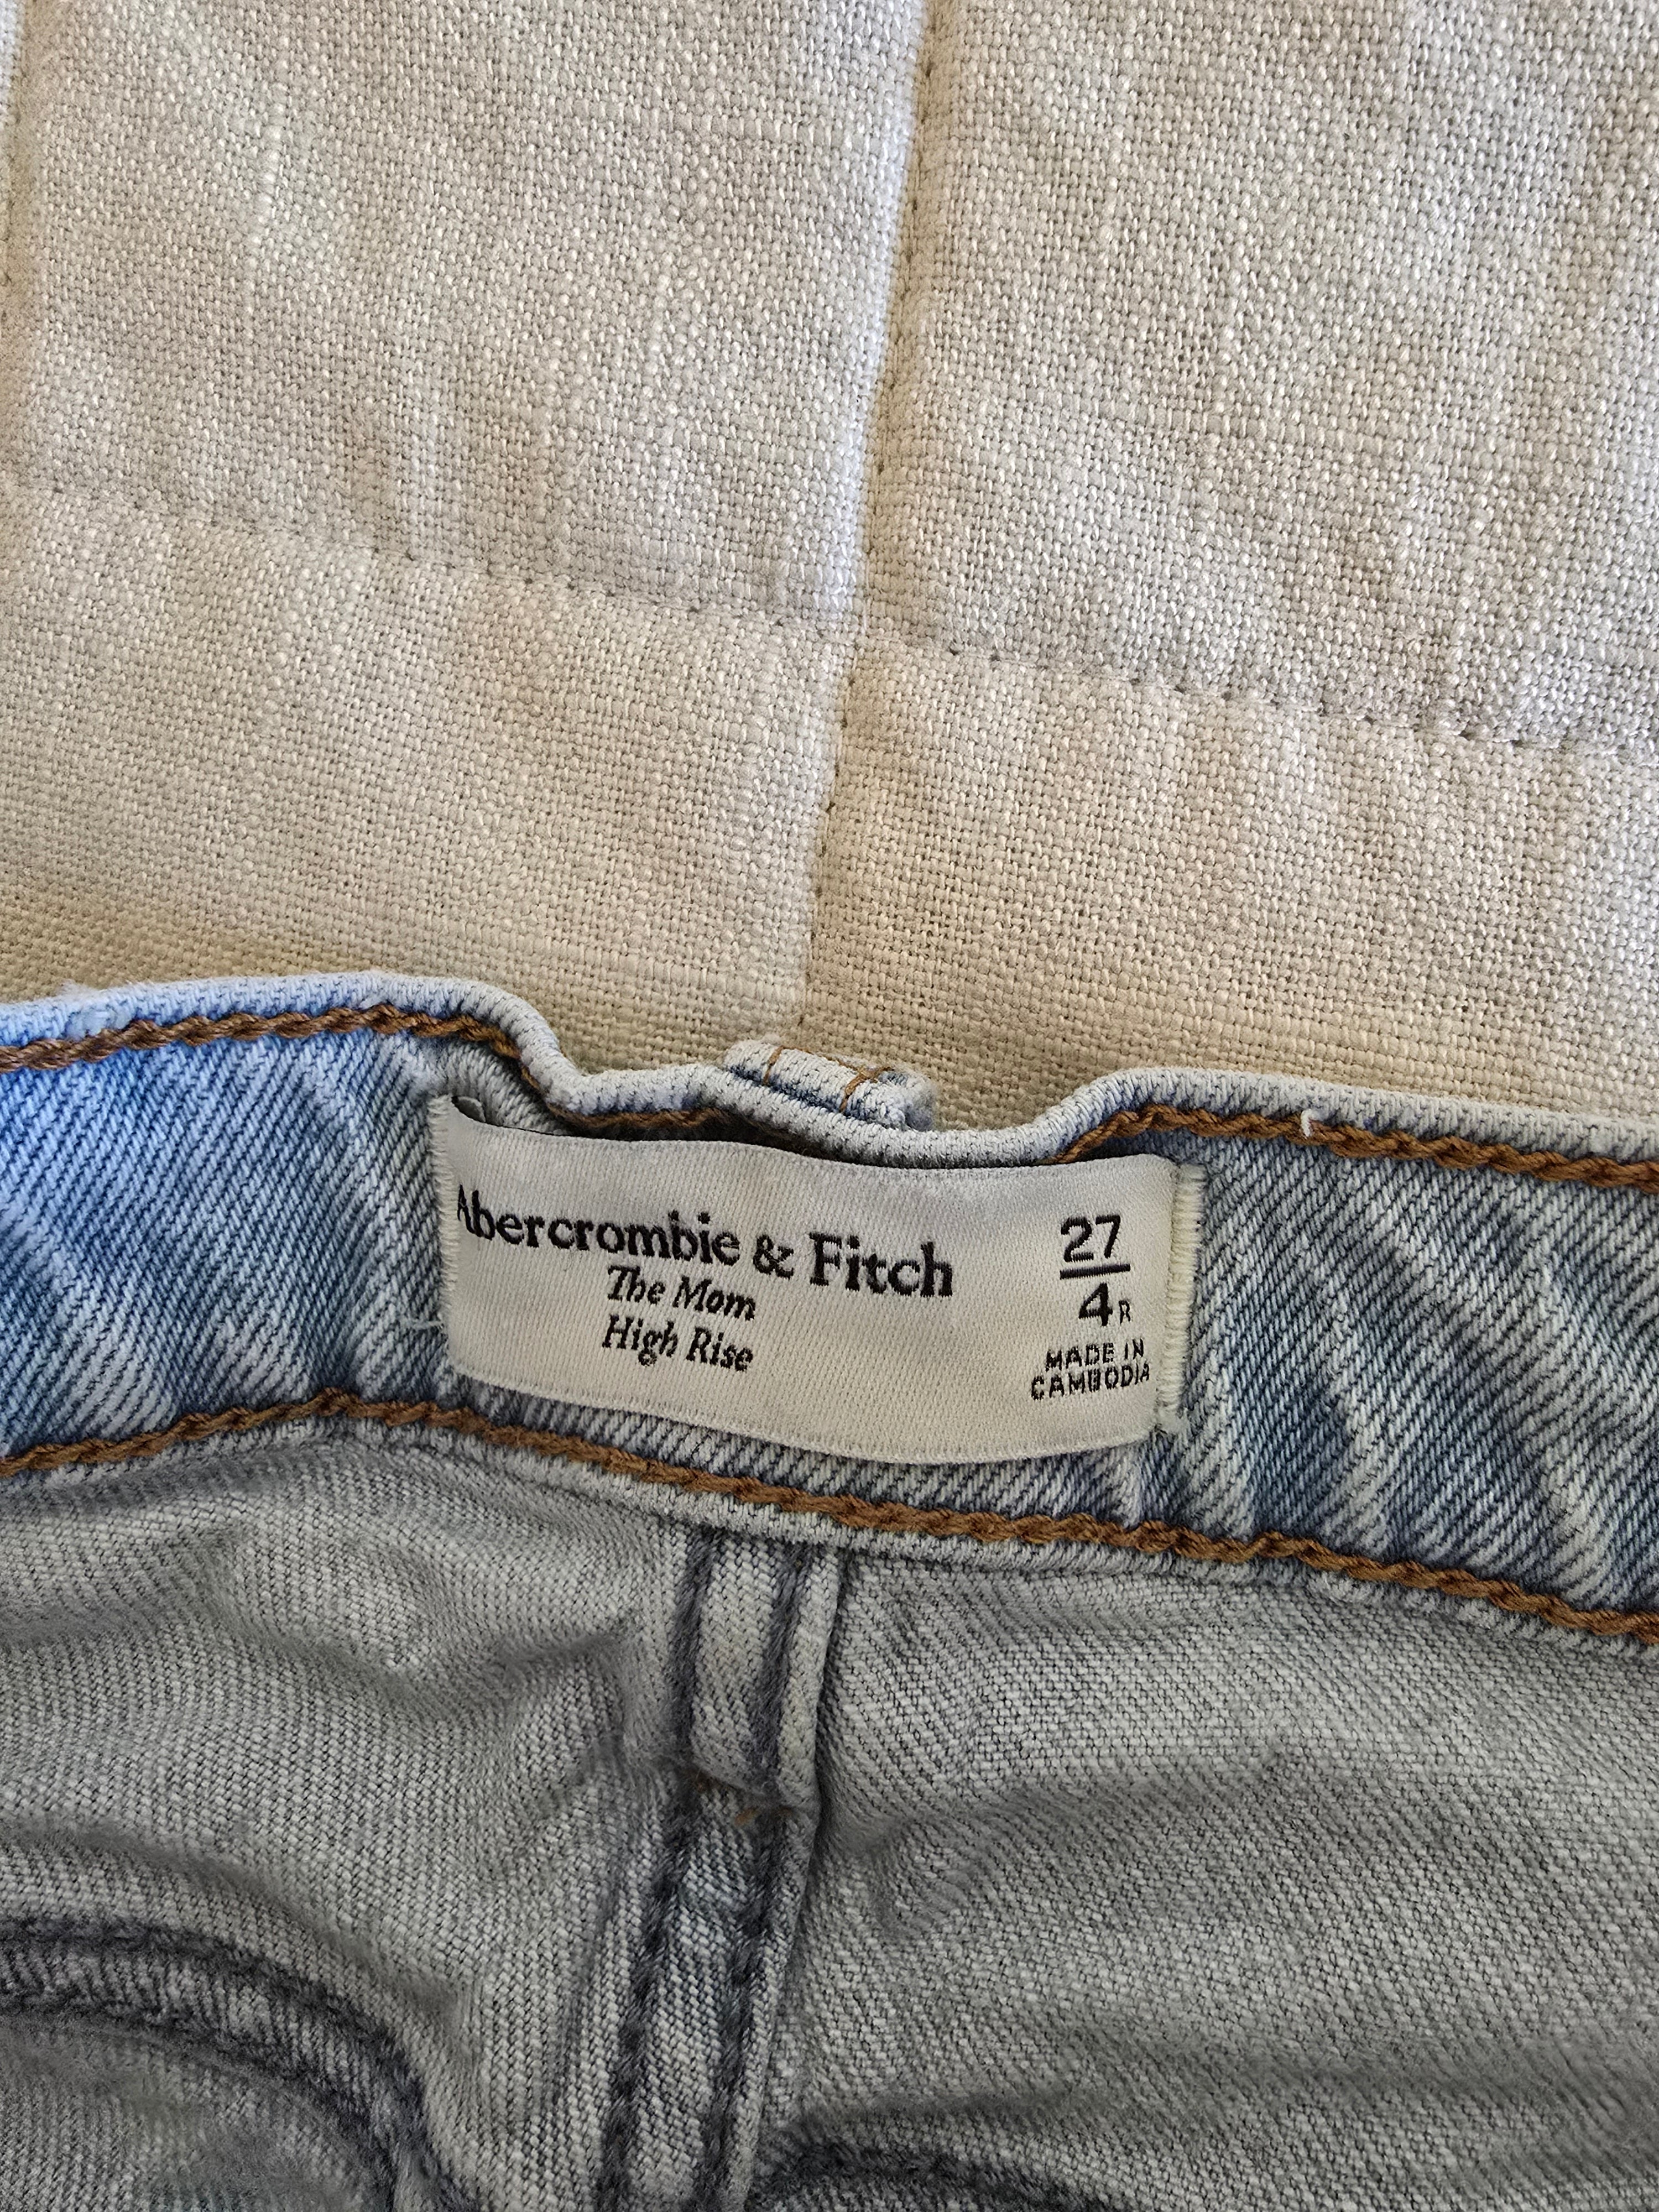 Abercrombie & Fitch
The Mom
High Rise
27
4R
MADE IN
CAMBODIA